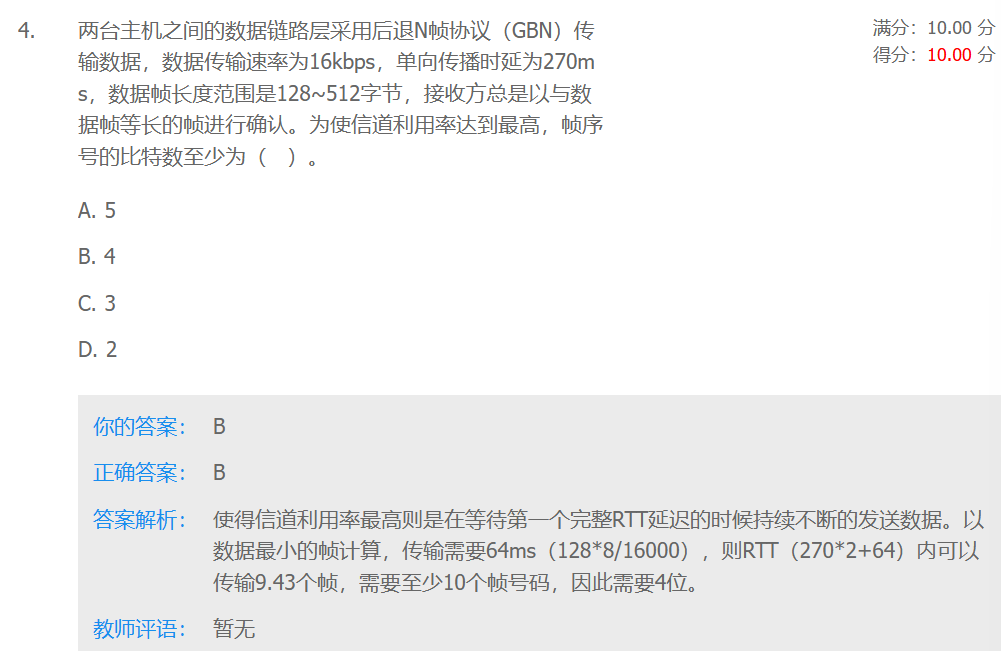 4.
两台主机之间的数据链路层采用后退N帧协议（GBN）传
输数据，数据传输速率为16kbps，单向传播时延为270m
s，数据帧长度范围是128~512字节，接收方总是以与数
据帧等长的帧进行确认。为使信道利用率达到最高，帧序
号的比特数至少为（　）。
满分：10.00 分
得分：10.00 分
A. 5
B. 4
C. 3
D. 2
你的答案： B
正确答案： B
答案解析： 使得信道利用率最高则是在等待第一个完整RTT延迟的时候持续不断的发送数据。以
数据最小的帧计算，传输需要64ms（128*8/16000），则RTT（270*2+64）内可以
传输9.43个帧，需要至少10个帧号码，因此需要4位。
教师评语： 暂无